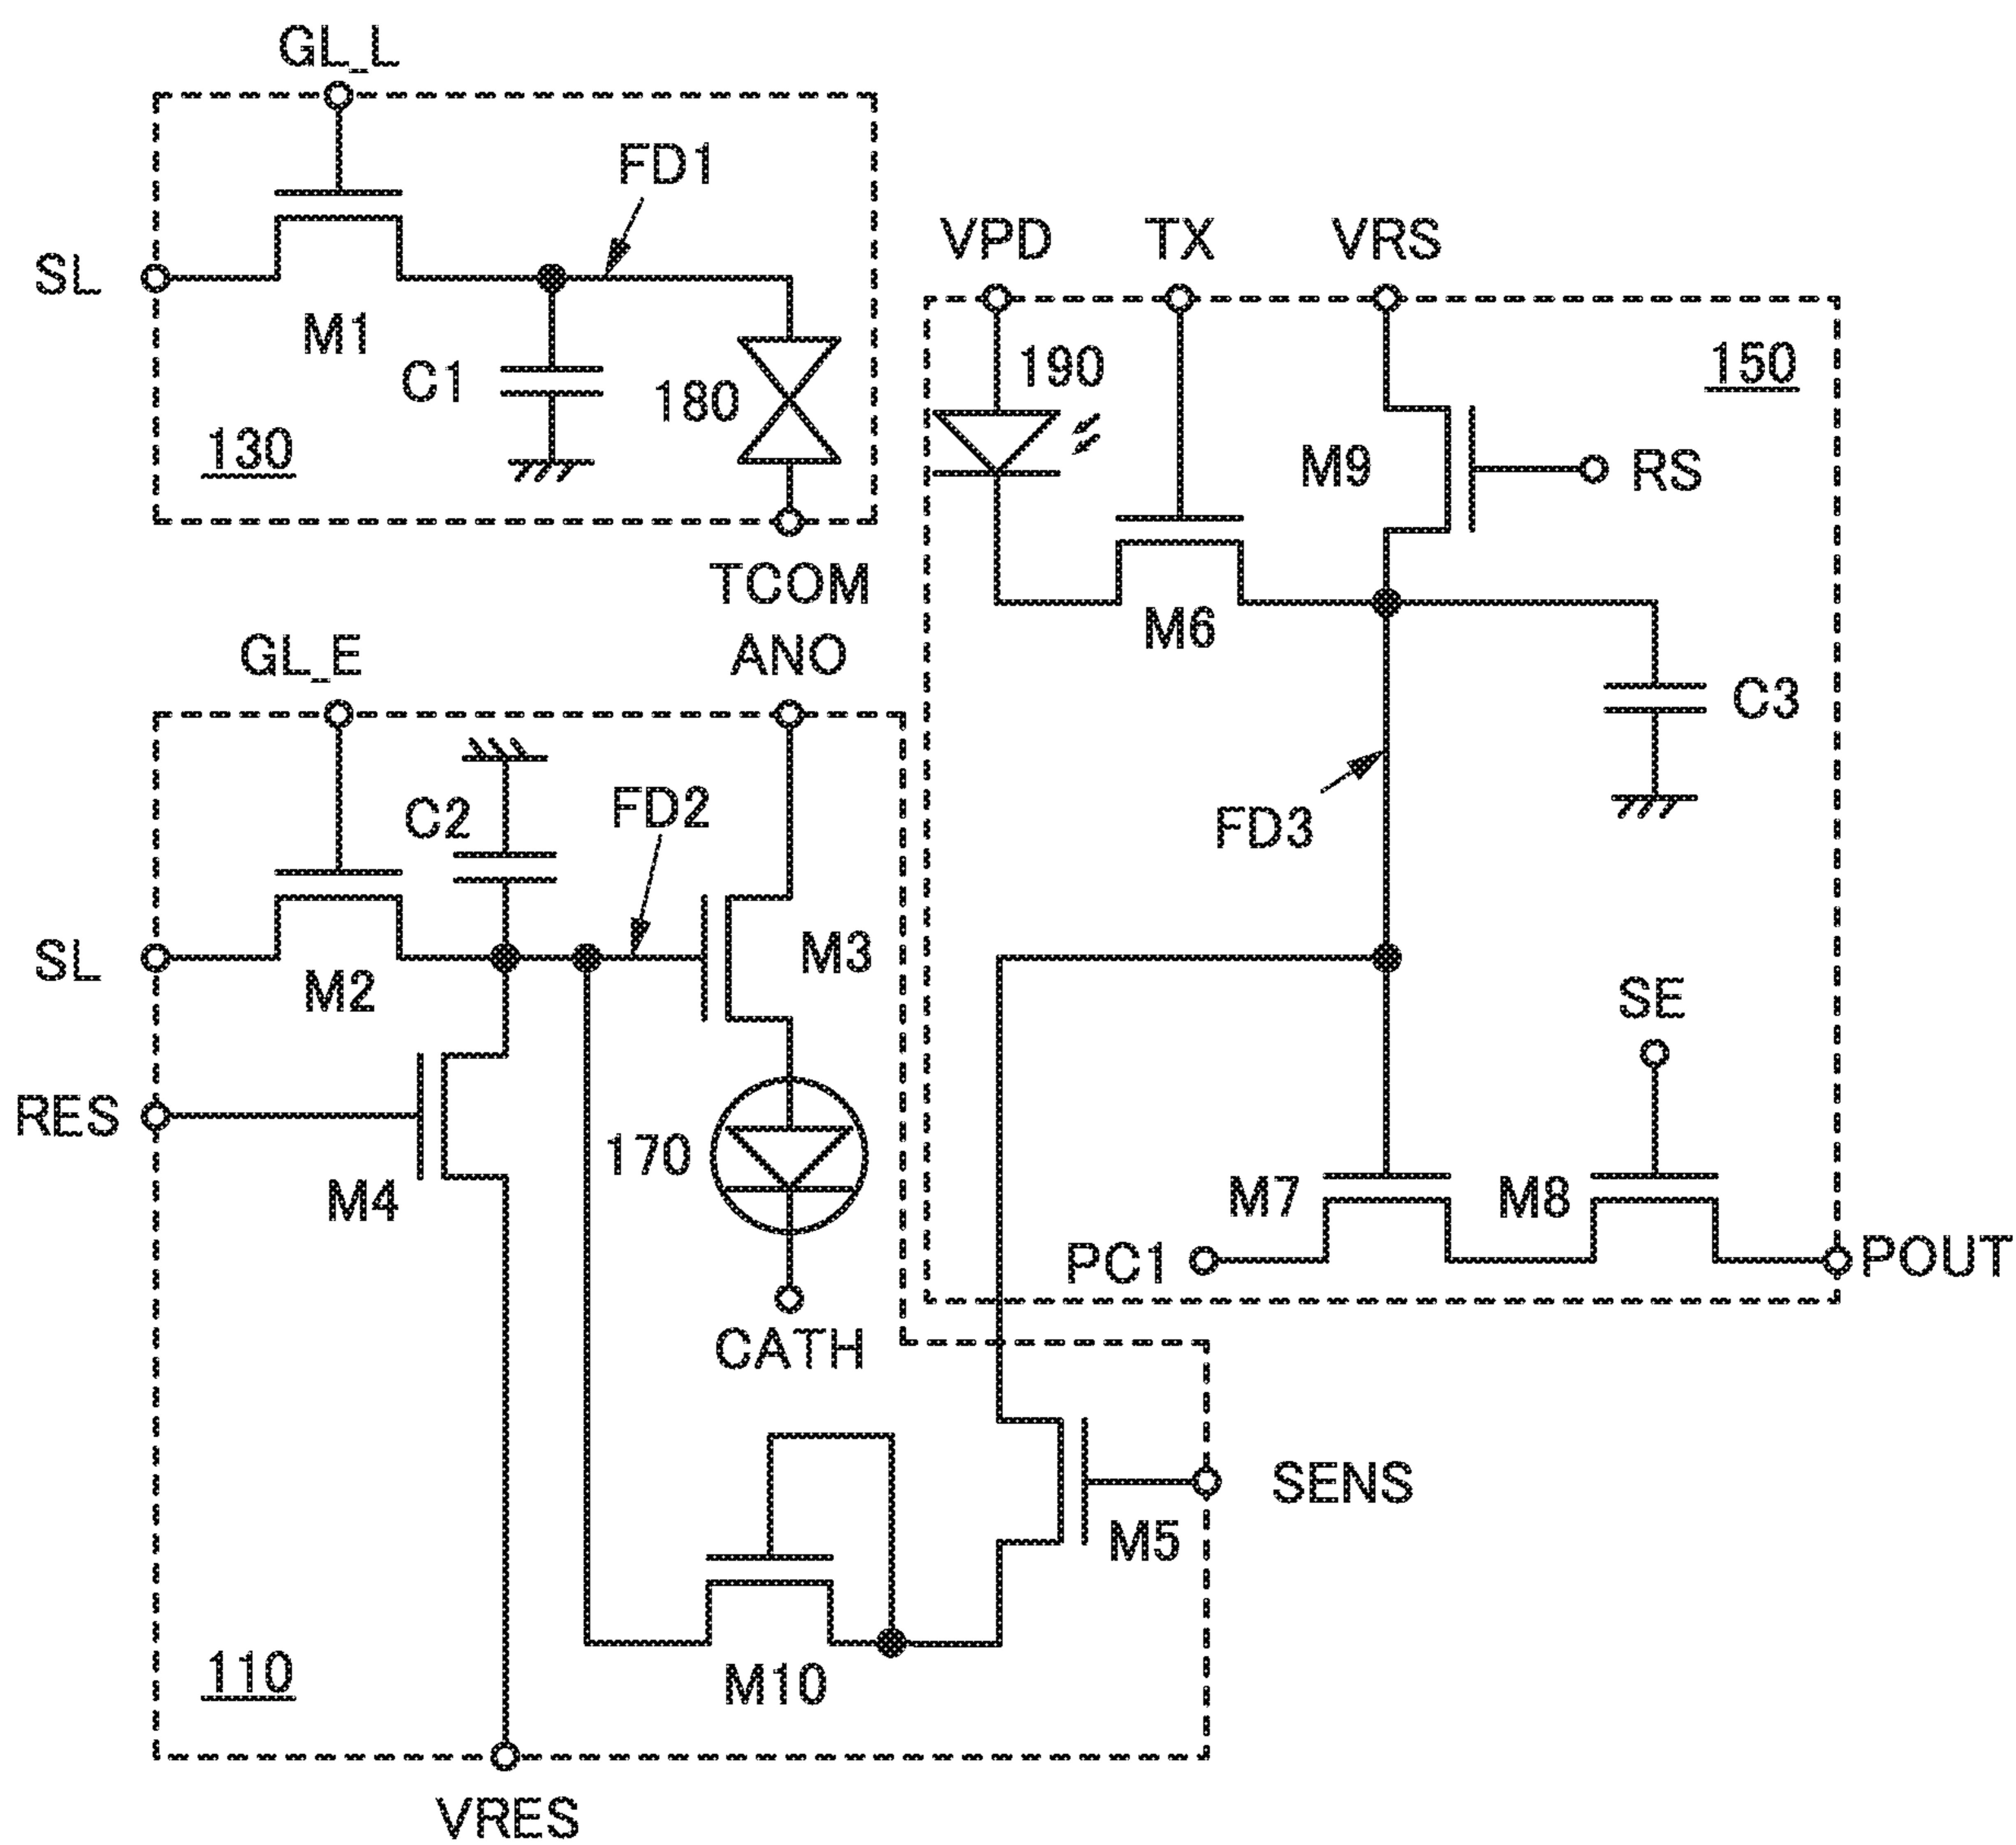 GL_L
FD1
SL
M1
C1
180
130
TCOM
VPD
TX
VRS
190
150
M9
RS
M6
C3
FD3
SE
M7
M8
PC1
POUT
GL_E
ANO
C2
FD2
SL
M2
M3
RES
M4
170
CATH
SENS
M5
M10
110
VRES